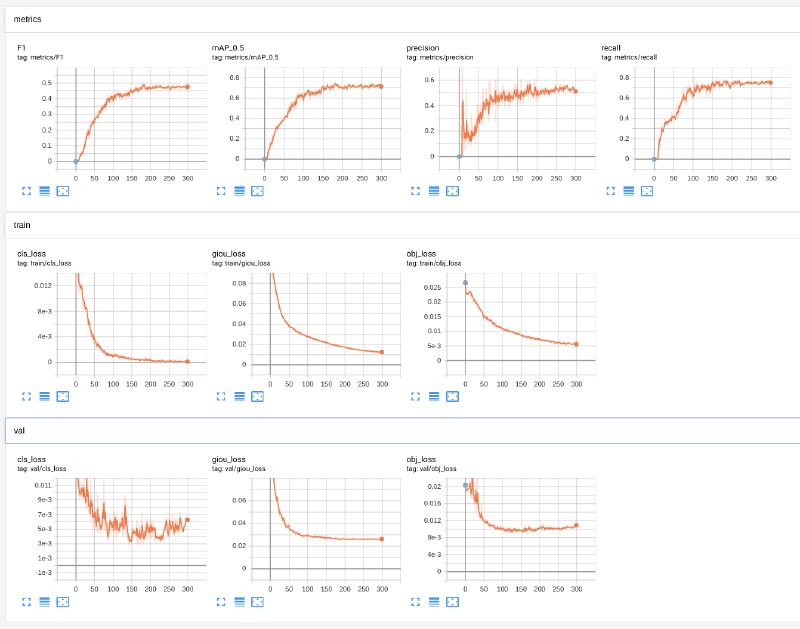 metrics
F1
tag: metrics/F1
0.5
0.4
0.3
0.2
0.1
0
0 50 100 150 200 250 300
mAP_0.5
tag: metrics/mAP_0.5
0.8
0.6
0.4
0.2
0
0 50 100 150 200 250 300
precision
tag: metrics/precision
0.6
0.4
0.2
0
0 50 100 150 200 250 300
recall
tag: metrics/recall
0.8
0.6
0.4
0.2
0
0 50 100 150 200 250 300
train
cls_loss
tag: train/cls_loss
0.012
8e-3
4e-3
0
0 50 100 150 200 250 300
giou_loss
tag: train/giou_loss
0.08
0.06
0.04
0.02
0
0 50 100 150 200 250 300
obj_loss
tag: train/obj_loss
0.025
0.02
0.015
0.01
5e-3
0
0 50 100 150 200 250 300
val
cls_loss
tag: val/cls_loss
0.011
9e-3
7e-3
5e-3
3e-3
1e-3
-1e-3
0 50 100 150 200 250 300
giou_loss
tag: val/giou_loss
0.06
0.04
0.02
0
0 50 100 150 200 250 300
obj_loss
tag: val/obj_loss
0.02
0.016
0.012
8e-3
4e-3
0
0 50 100 150 200 250 300